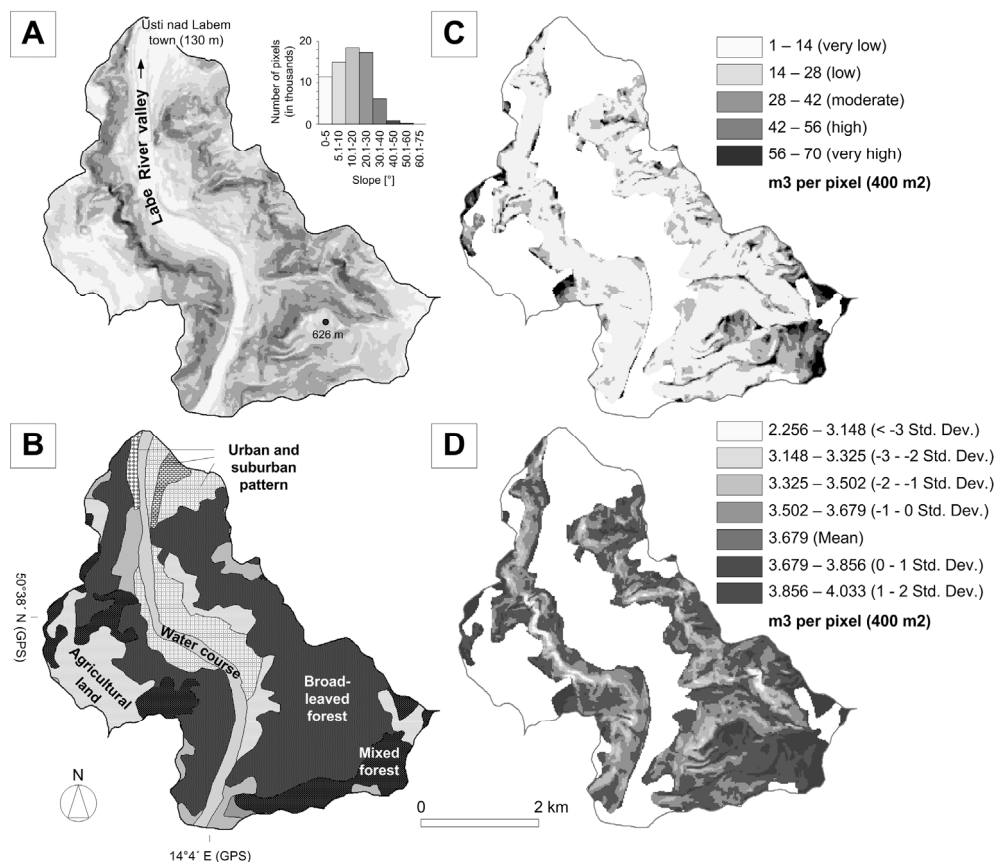 A
Ústí nad Labem
town (130 m)
Labe River valley
626 m
Number of pixels
(in thousands)
20
10
0
0-5
5.1-10
10.1-20
20.1-30
30.1-40
40.1-50
50.1-60
60.1-75
Slope [°]
C
1 – 14 (very low)
14 – 28 (low)
28 – 42 (moderate)
42 – 56 (high)
56 – 70 (very high)
m3 per pixel (400 m2)
B
Urban and
suburban
pattern
Water course
Agricultural
land
Broad-
leaved
forest
Mixed
forest
50°38´ N (GPS)
N
14°4´ E (GPS)
0
2 km
D
2.256 – 3.148 (< -3 Std. Dev.)
3.148 – 3.325 (-3 - -2 Std. Dev.)
3.325 – 3.502 (-2 - -1 Std. Dev.)
3.502 – 3.679 (-1 - 0 Std. Dev.)
3.679 (Mean)
3.679 – 3.856 (0 - 1 Std. Dev.)
3.856 – 4.033 (1 - 2 Std. Dev.)
m3 per pixel (400 m2)